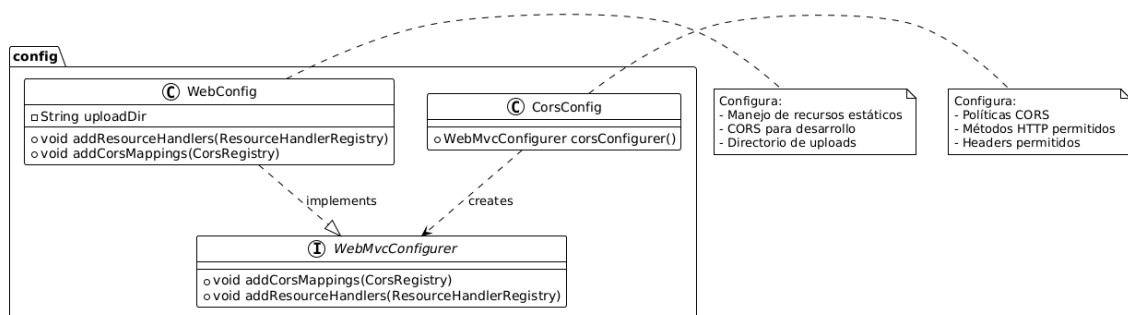 config
C WebConfig
String uploadDir
void addResourceHandlers(ResourceHandlerRegistry)
void addCorsMappings(CorsRegistry)
C CorsConfig
WebMvcConfigurer corsConfigurer()
Configura:
- Manejo de recursos estáticos
- CORS para desarrollo
- Directorio de uploads
Configura:
- Políticas CORS
- Métodos HTTP permitidos
- Headers permitidos
implements
creates
I WebMvcConfigurer
void addCorsMappings(CorsRegistry)
void addResourceHandlers(ResourceHandlerRegistry)